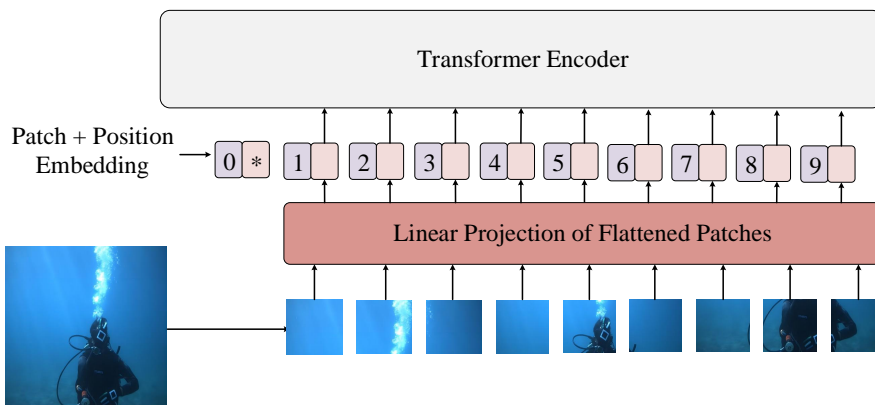 Transformer Encoder
Patch + Position
Embedding
0 * 1 2 3 4 5 6 7 8 9
Linear Projection of Flattened Patches